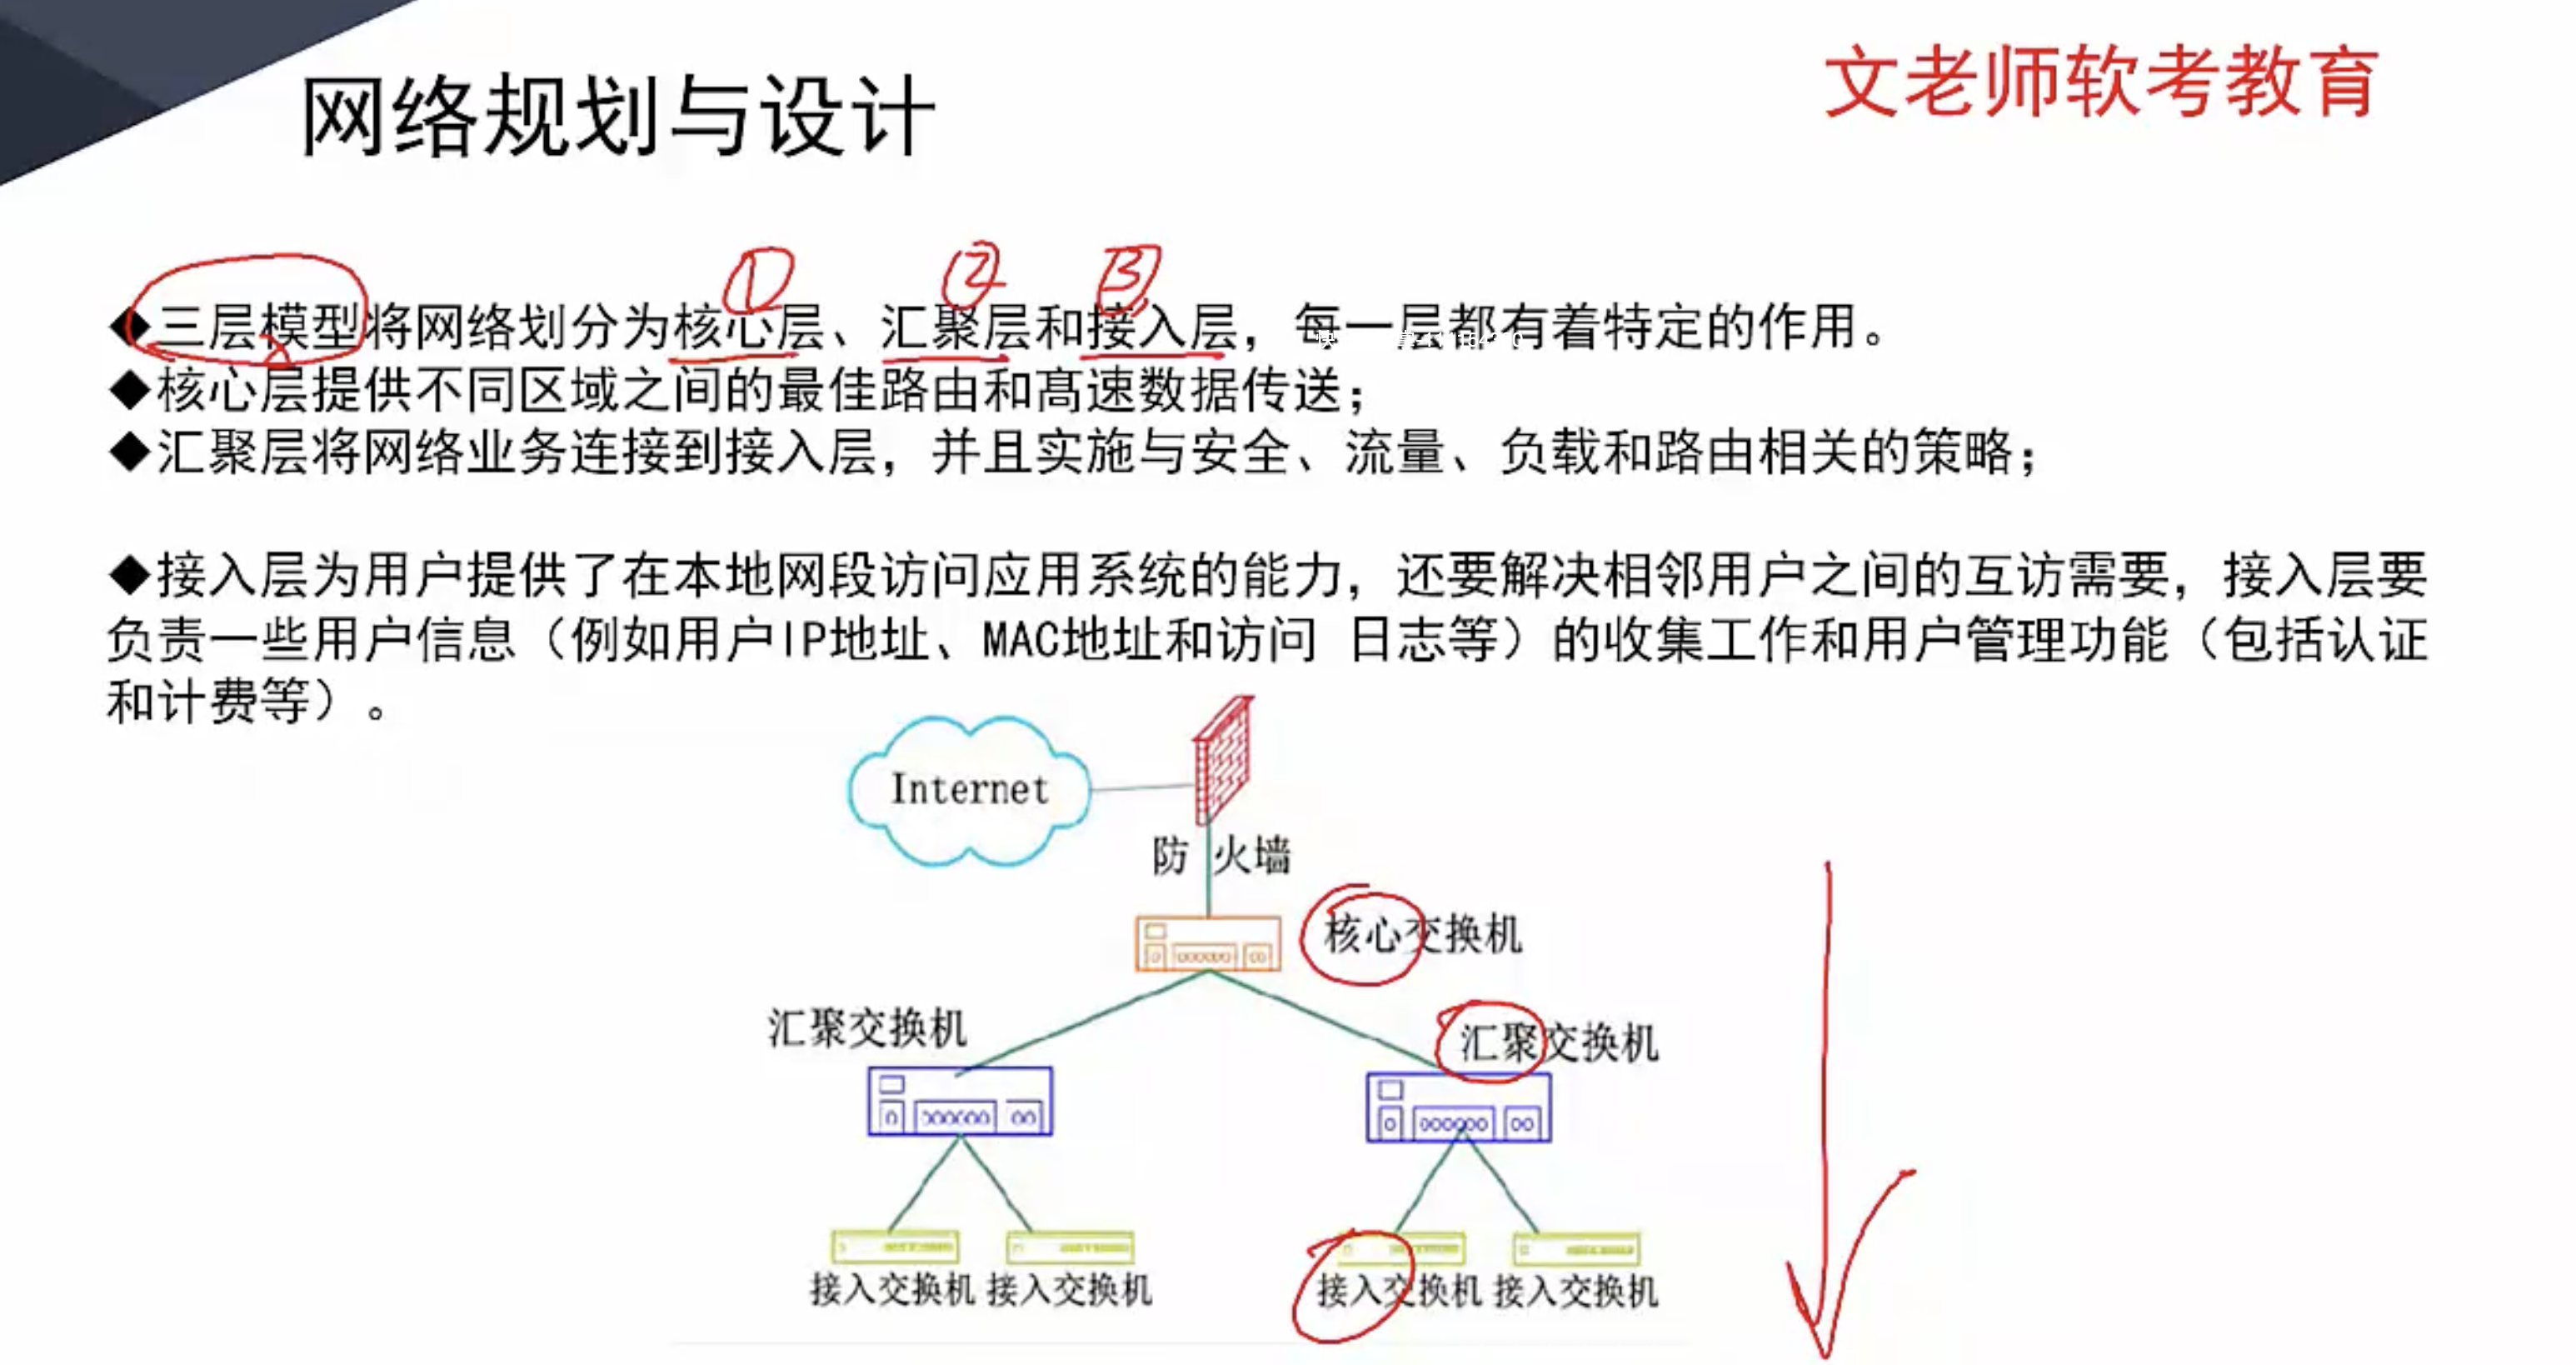 网络规划与设计
文老师软考教育
① ② ③
◆三层模型将网络划分为核心层、汇聚层和接入层，每一层都有着特定的作用。
◆核心层提供不同区域之间的最佳路由和高速数据传送；
◆汇聚层将网络业务连接到接入层，并且实施与安全、流量、负载和路由相关的策略；
◆接入层为用户提供了在本地网段访问应用系统的能力，还要解决相邻用户之间的互访需要，接入层要
负责一些用户信息（例如用户IP地址、MAC地址和访问 日志等）的收集工作和用户管理功能（包括认证
和计费等）。
Internet
防火墙
核心交换机
汇聚交换机
汇聚交换机
接入交换机 接入交换机
接入交换机 接入交换机